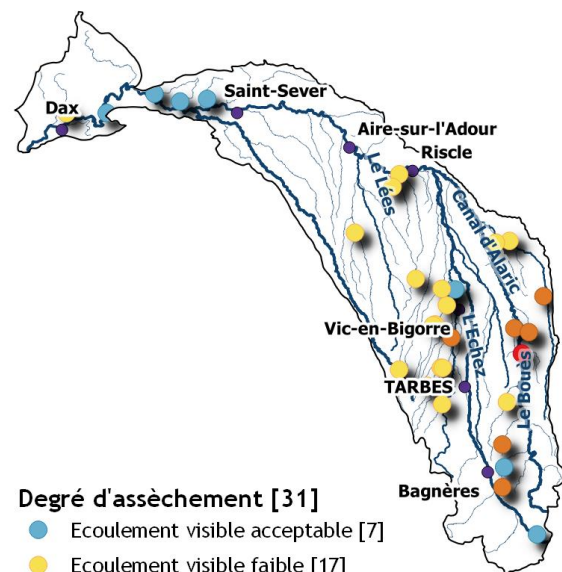 Dax
Saint-Sever
Aire-sur-l'Adour
Riscle
Le Lées
Canal-d'Alaric
Vic-en-Bigorre
L'Echez
TARBES
Le Bouès
Bagnères
Degré d'assèchement [31]
Ecoulement visible acceptable [7]
Ecoulement visible faible [17]